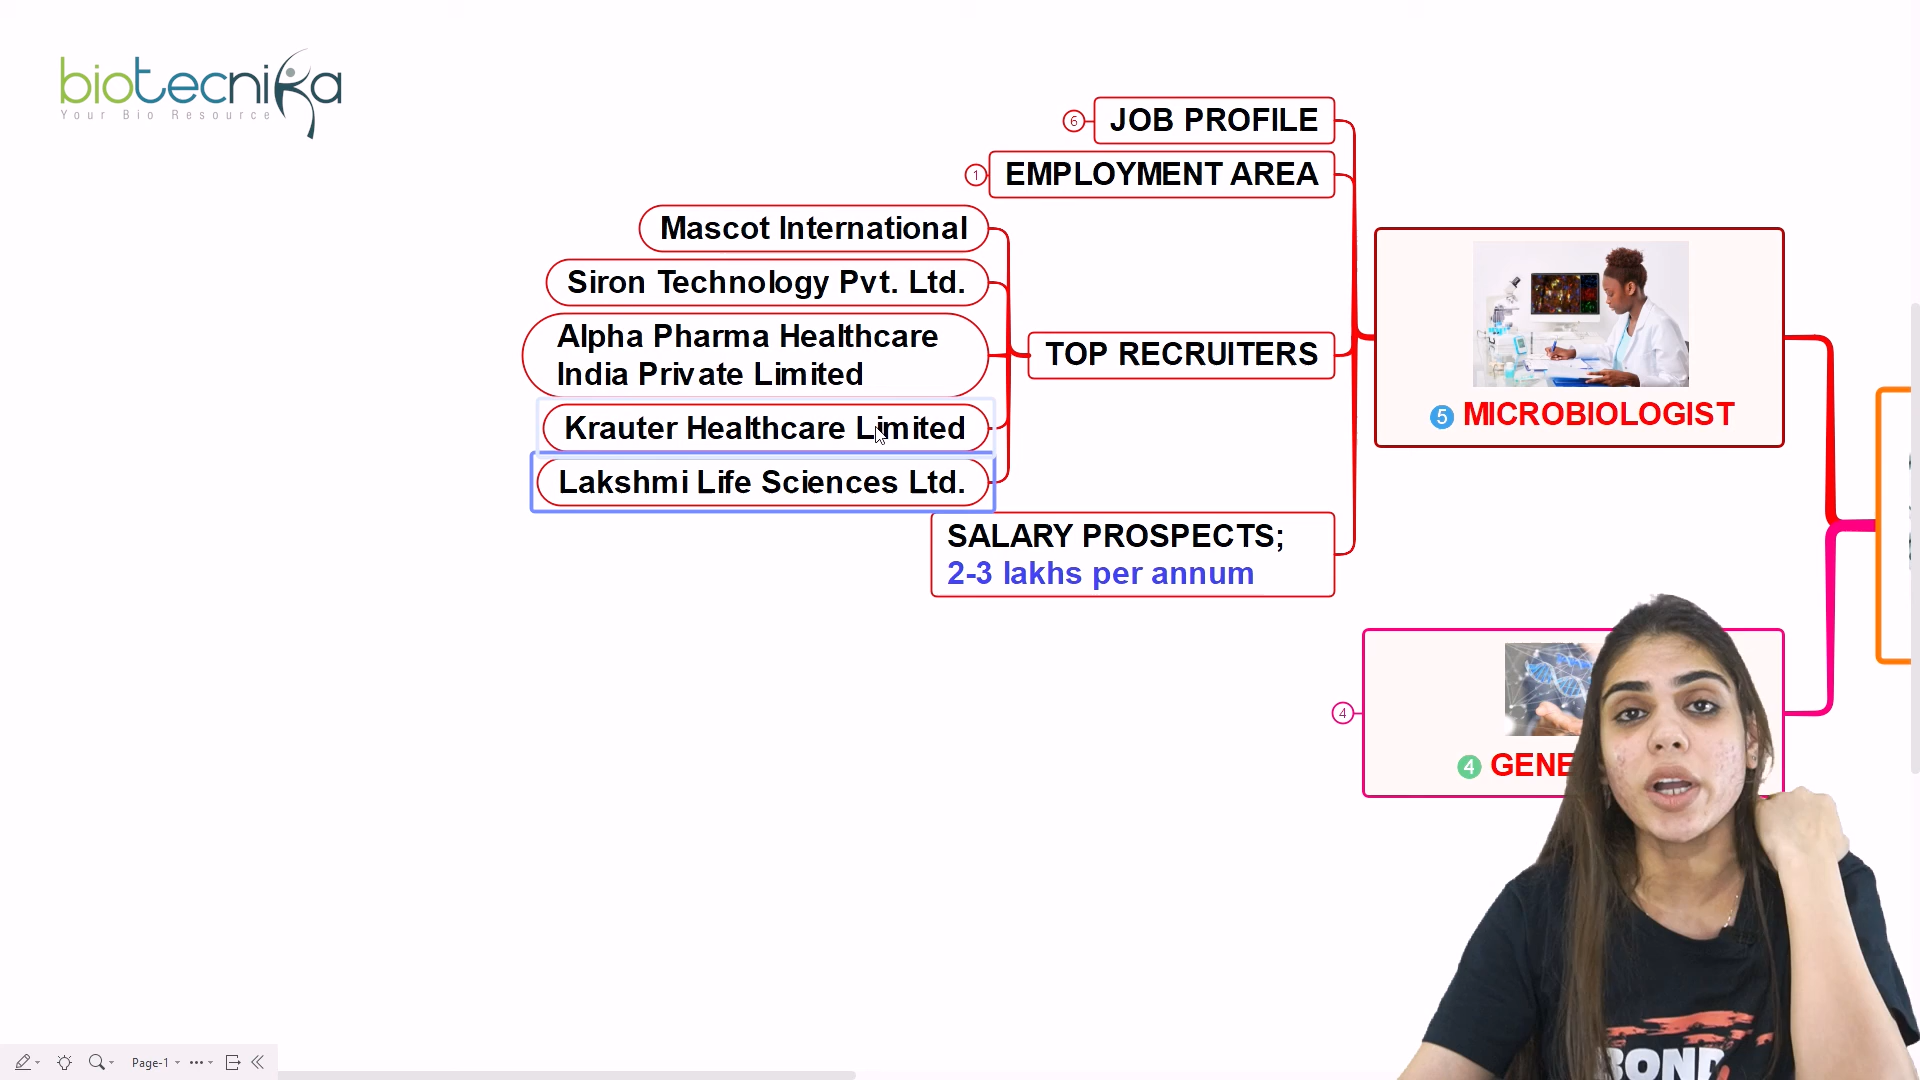 biotecnika
Your Bio Resource
6
JOB PROFILE
1
EMPLOYMENT AREA
Mascot International
Siron Technology Pvt. Ltd.
Alpha Pharma Healthcare
India Private Limited
Krauter Healthcare Limited
Lakshmi Life Sciences Ltd.
TOP RECRUITERS
SALARY PROSPECTS;
2-3 lakhs per annum
5 MICROBIOLOGIST
4
4
BOND
Page-1